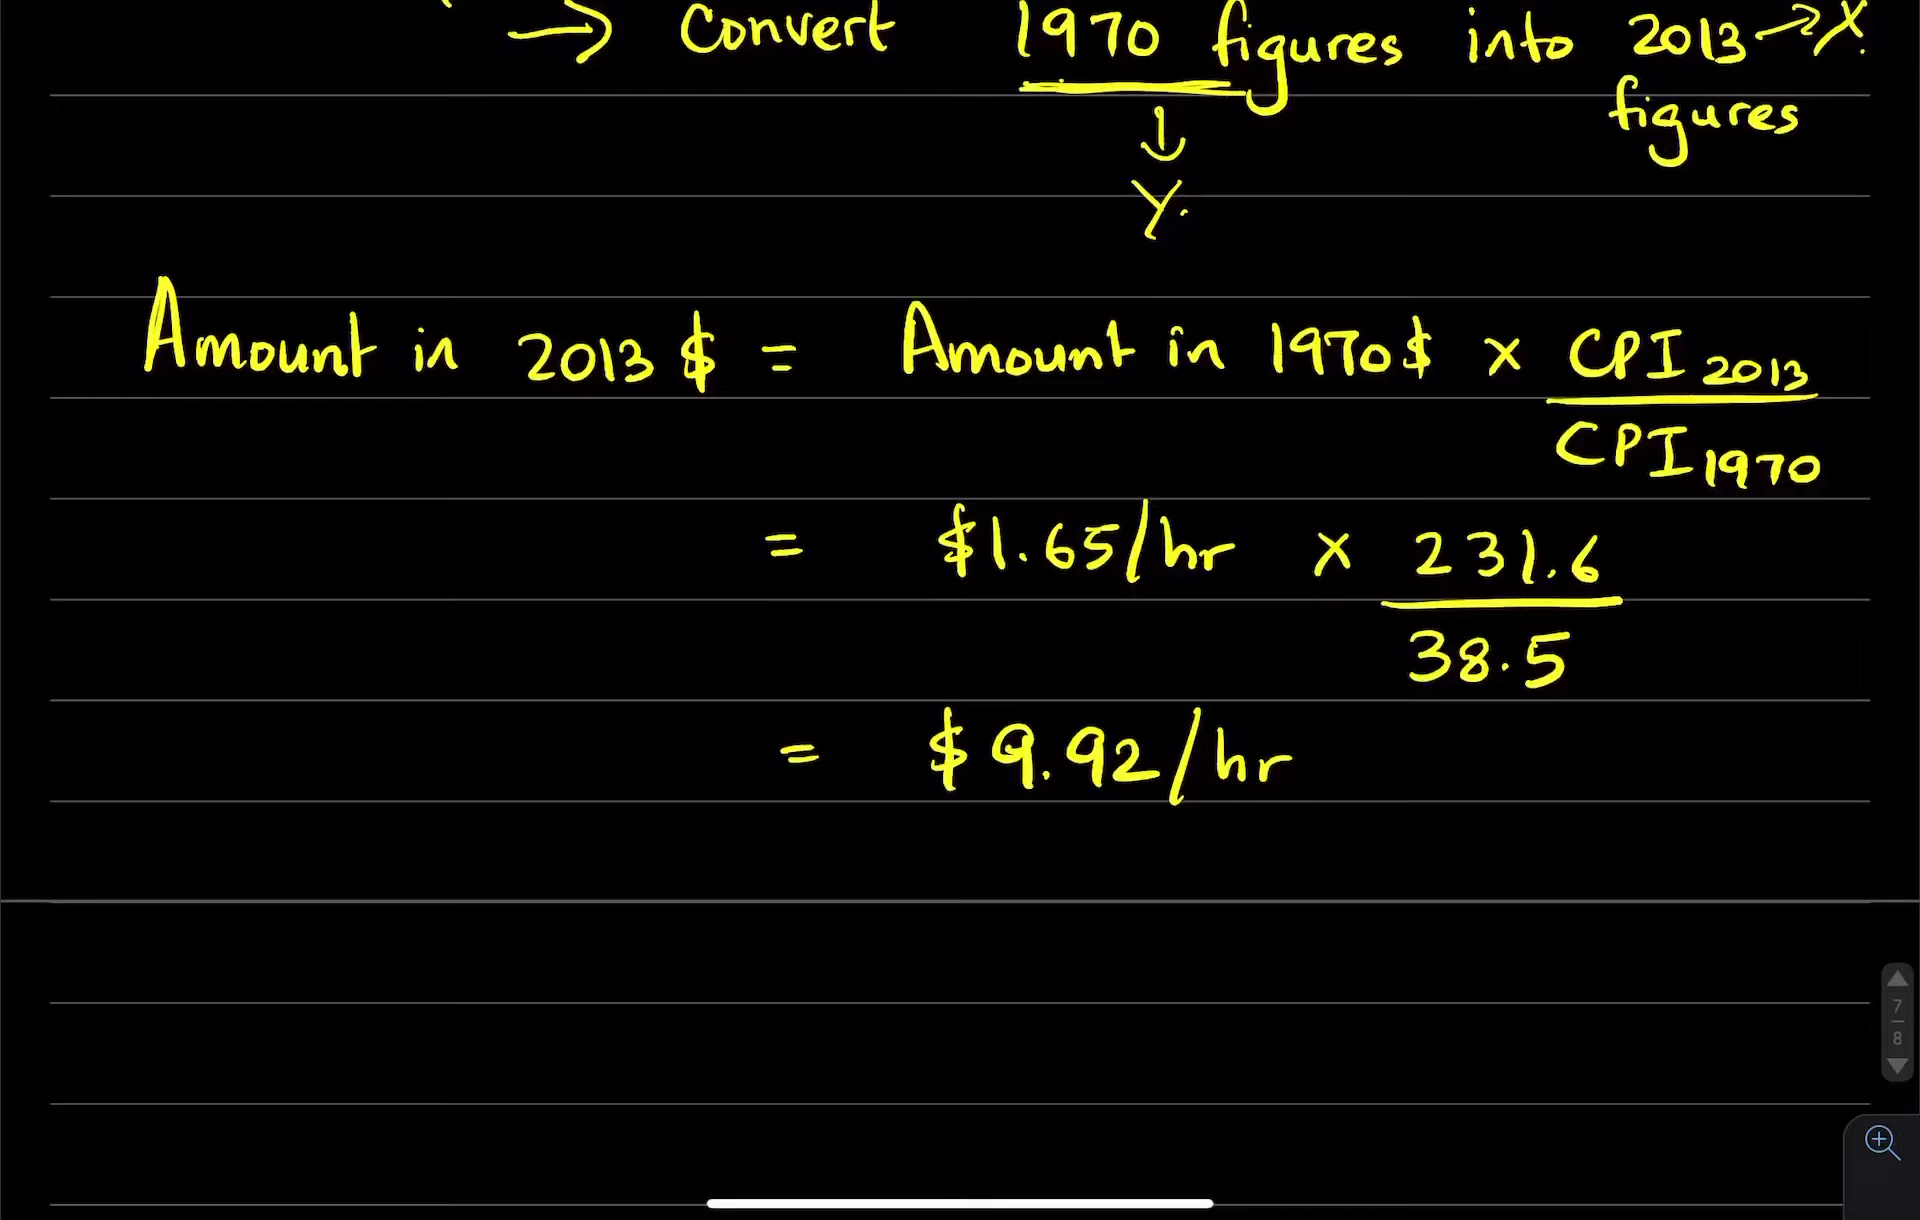 → Convert 1970 figures into 2013 → X.
figures
↓
Y.
Amount in 2013 $ = Amount in 1970 $ x CPI 2013
CPI 1970
= $1.65/hr x 231.6
38.5
= $9.92/hr
7
8